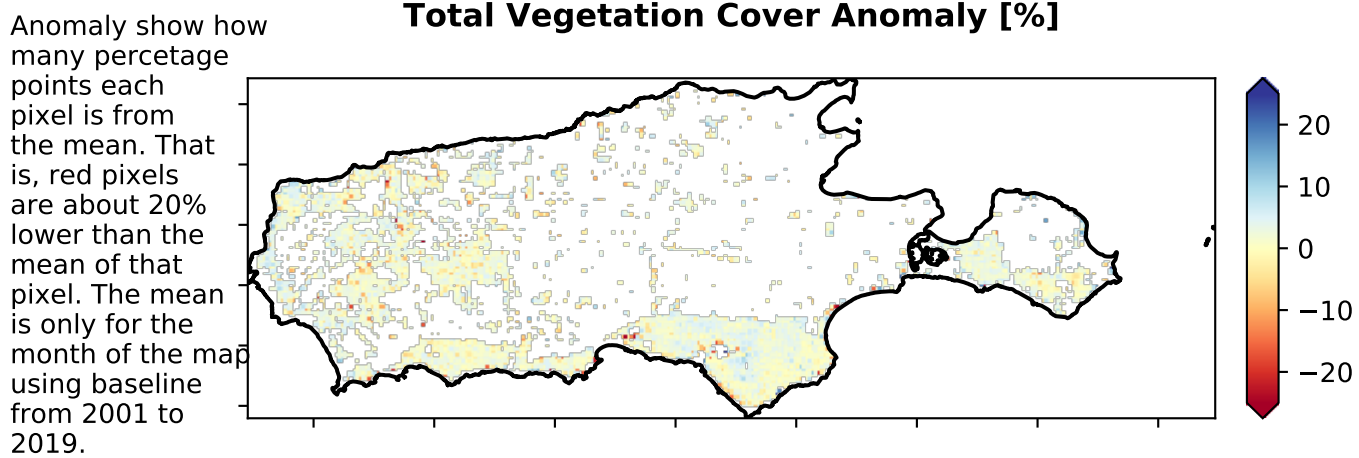 Total Vegetation Cover Anomaly [%]
Anomaly show how
many percetage
points each
pixel is from
the mean. That
is, red pixels
are about 20%
lower than the
mean of that
pixel. The mean
is only for the
month of the map
using baseline
from 2001 to
2019.
20
10
0
−10
−20